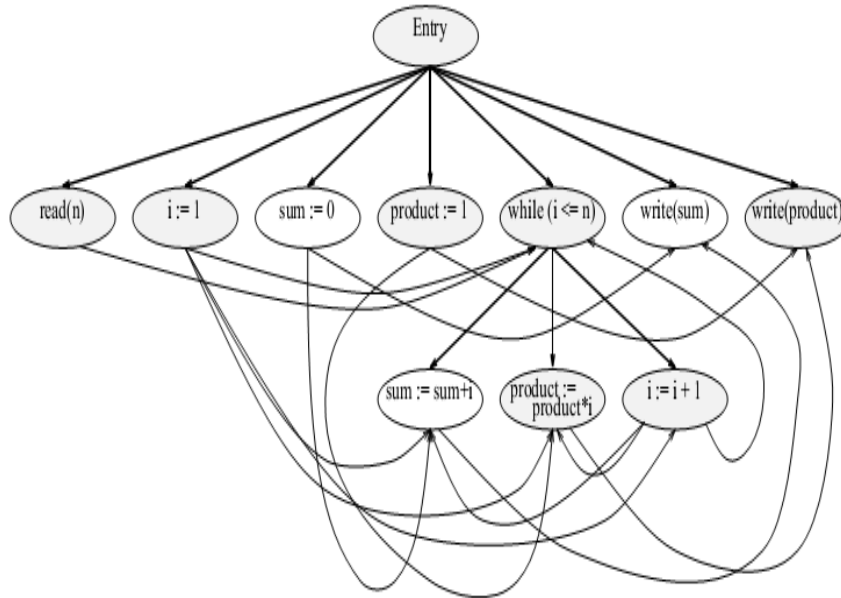 Entry
read(n)
i := 1
sum := 0
product := 1
while (i <= n)
write(sum)
write(product)
sum := sum+i
product :=
product*i
i := i + 1